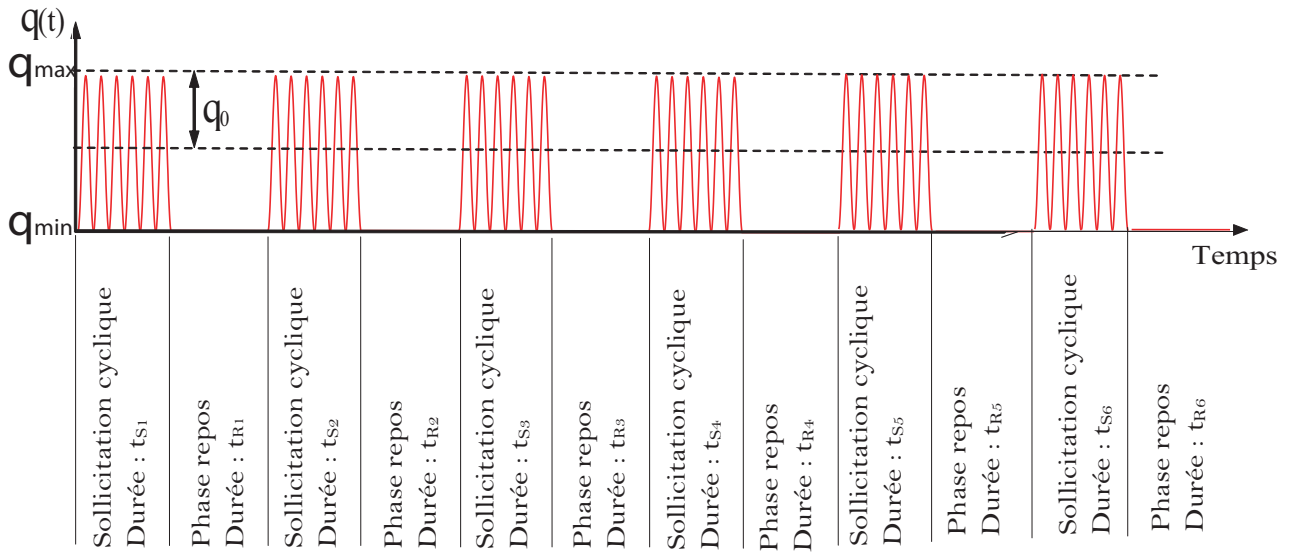 q(t)
qmax
q0
qmin
Temps
Sollicitation cyclique
Durée : tS1
Phase repos
Durée : tR1
Sollicitation cyclique
Durée : tS2
Phase repos
Durée : tR2
Sollicitation cyclique
Durée : tS3
Phase repos
Durée : tR3
Sollicitation cyclique
Durée : tS4
Phase repos
Durée : tR4
Sollicitation cyclique
Durée : tS5
Phase repos
Durée : tR5
Sollicitation cyclique
Durée : tS6
Phase repos
Durée : tR6